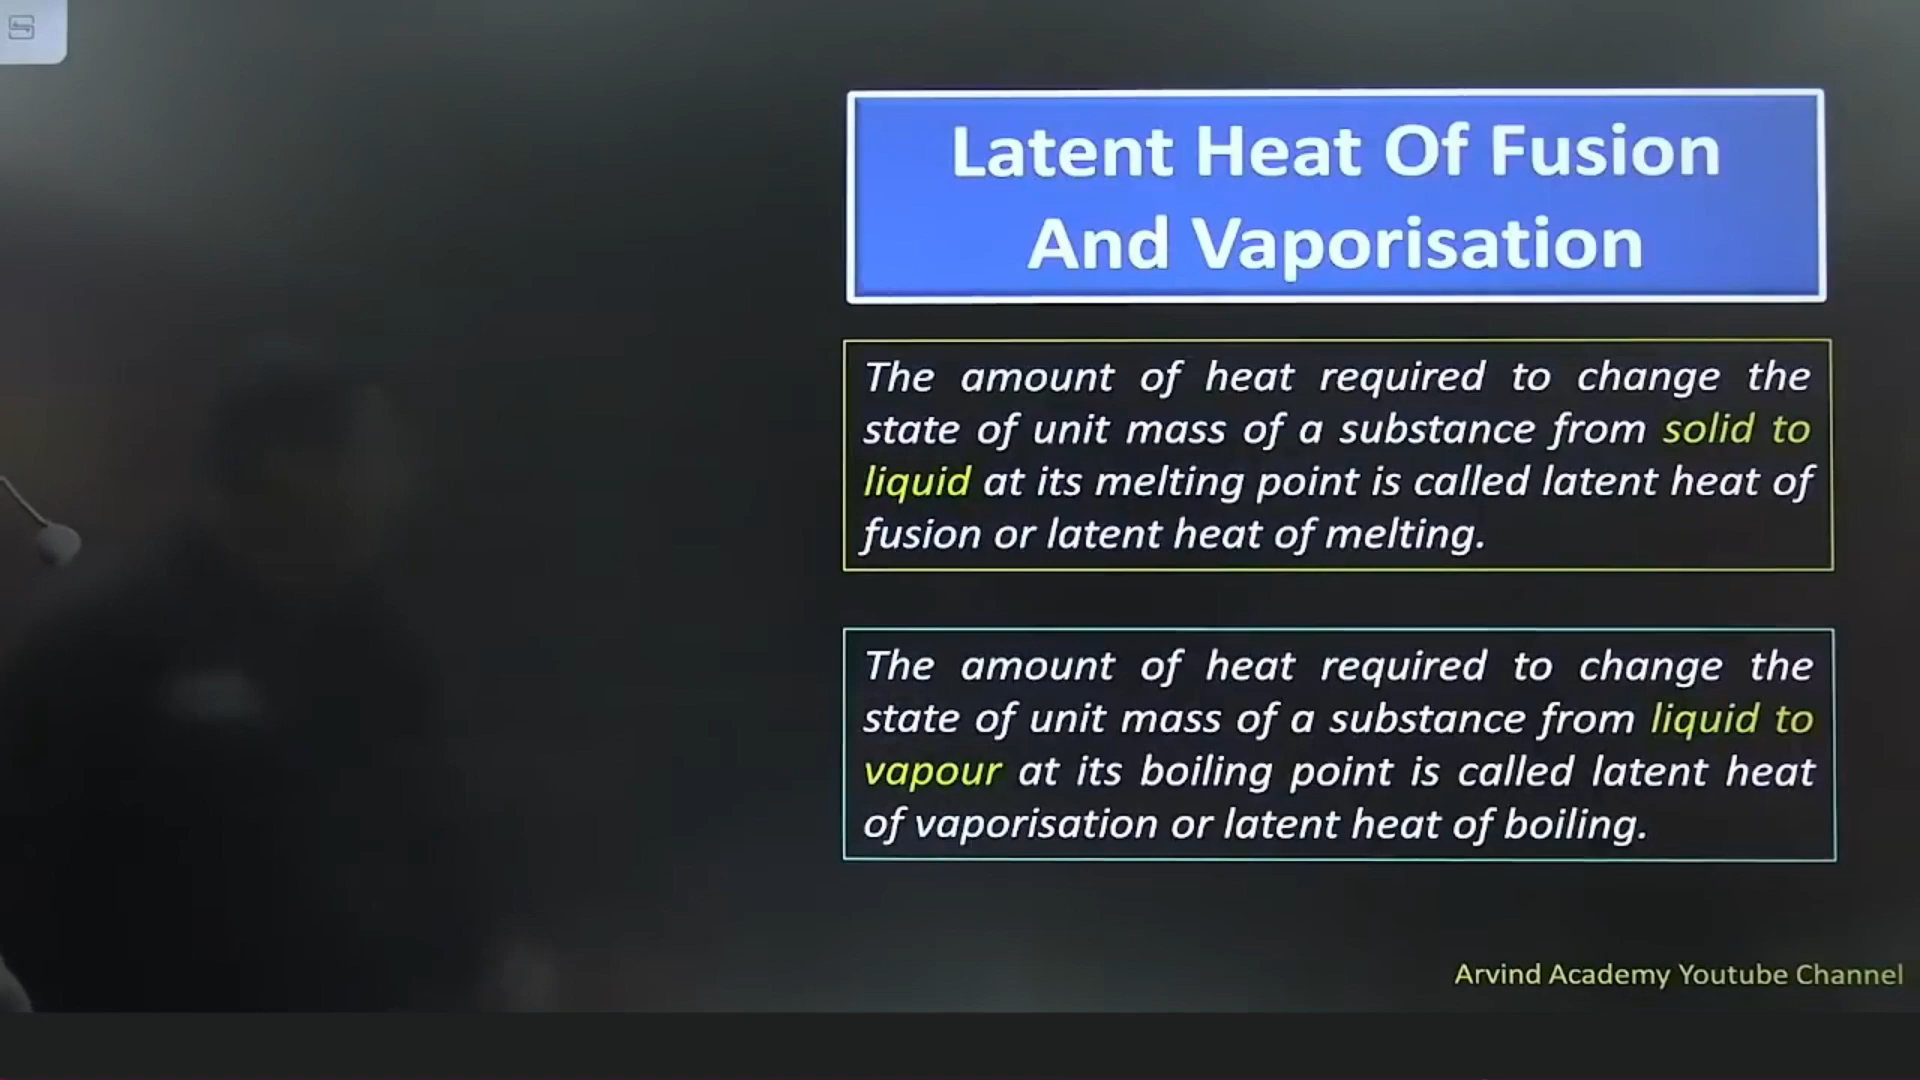 Latent Heat Of Fusion
And Vaporisation
The amount of heat required to change the
state of unit mass of a substance from solid to
liquid at its melting point is called latent heat of
fusion or latent heat of melting.
The amount of heat required to change the
state of unit mass of a substance from liquid to
vapour at its boiling point is called latent heat
of vaporisation or latent heat of boiling.
Arvind Academy Youtube Channel